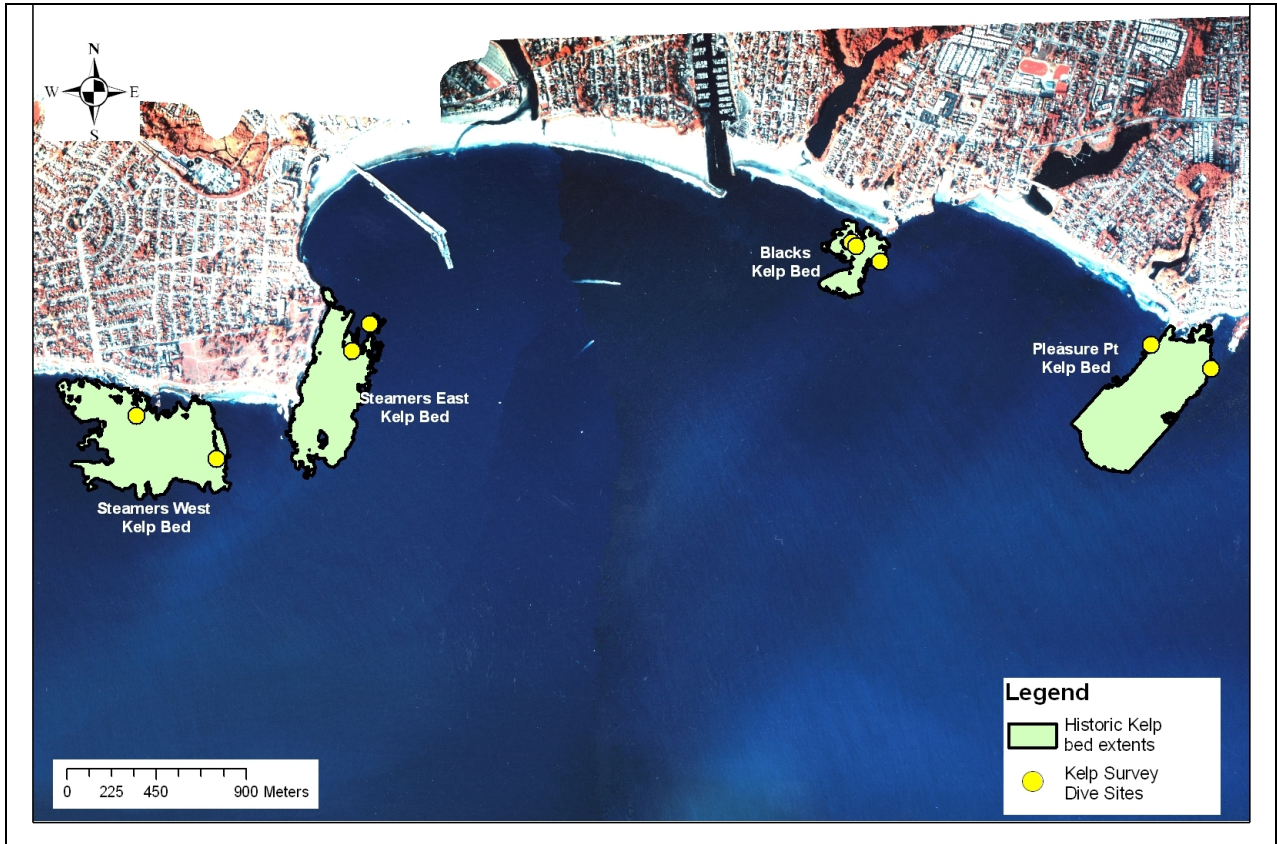 N
W E
S
Blacks
Kelp Bed
Pleasure Pt
Kelp Bed
Steamers East
Kelp Bed
Steamers West
Kelp Bed
Legend
Historic Kelp
bed extents
Kelp Survey
Dive Sites
0 225 450 900 Meters